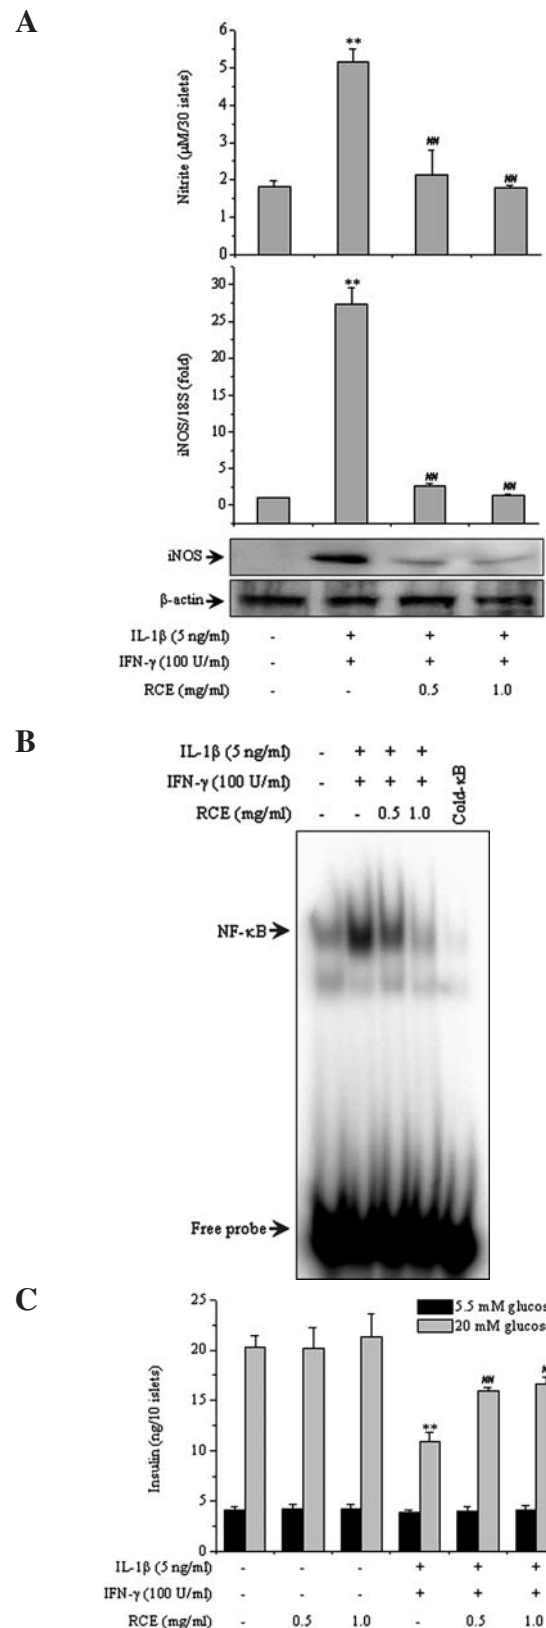 A
**
6
5
4
3
2
1
0
Nitrite (µM/30 islets)
## ##
**
30
25
20
15
10
5
0
iNOS/18S (fold)
## ##
iNOS
β-actin
IL-1β (5 ng/ml) - + + +
IFN-γ (100 U/ml) - + + +
RCE (mg/ml) - - 0.5 1.0
B
IL-1β (5 ng/ml) - + + +
IFN-γ (100 U/ml) - + + +
RCE (mg/ml) - - 0.5 1.0
Cold-κB
NF-κB
Free probe
C
25
20
15
10
5
0
Insulin (ng/10 islets)
5.5 mM glucos
20 mM glucose
** ##
IL-1β (5 ng/ml) - - - + + +
IFN-γ (100 U/ml) - - - + + +
RCE (mg/ml) - 0.5 1.0 - 0.5 1.0